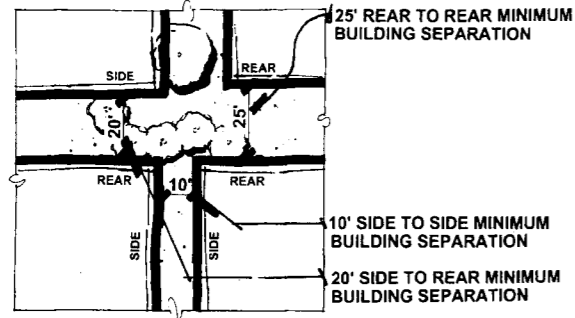 25' REAR TO REAR MINIMUM
BUILDING SEPARATION
SIDE
REAR
20'
25'
REAR
10'
REAR
SIDE
SIDE
10' SIDE TO SIDE MINIMUM
BUILDING SEPARATION
20' SIDE TO REAR MINIMUM
BUILDING SEPARATION